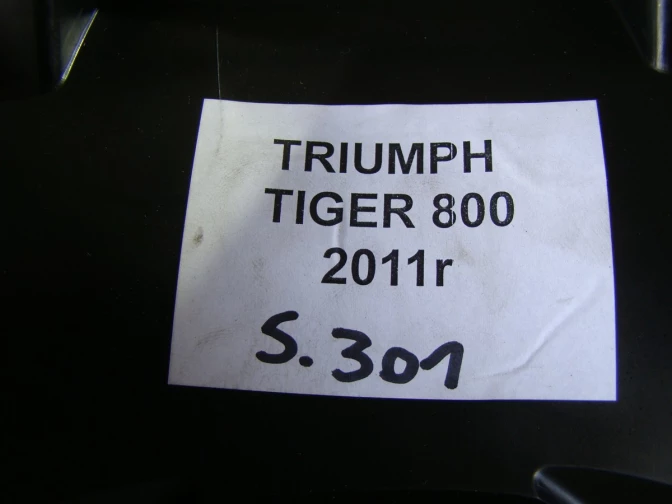 TRIUMPH
TIGER 800
2011r
S.301